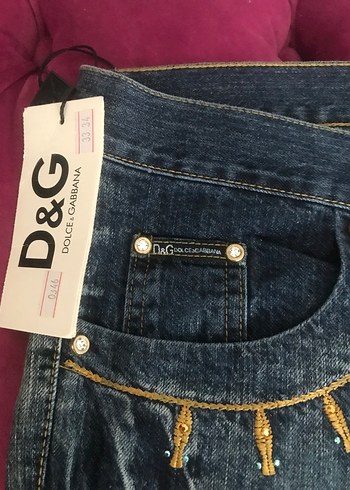 33 34
D&G
DOLCE & GABBANA
D&G DOLCE&GABBANA